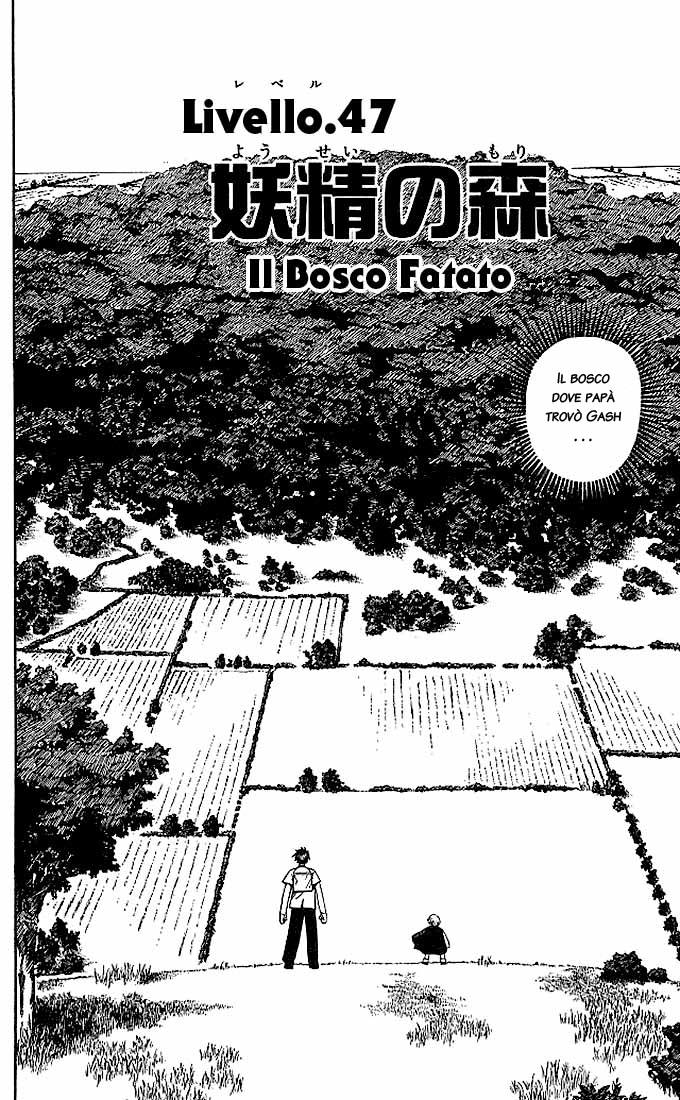 レベル
Livello.47
よう せい もり
妖精の森
Il Bosco Fatato
Il bosco
dove papà
trovò Gash
...